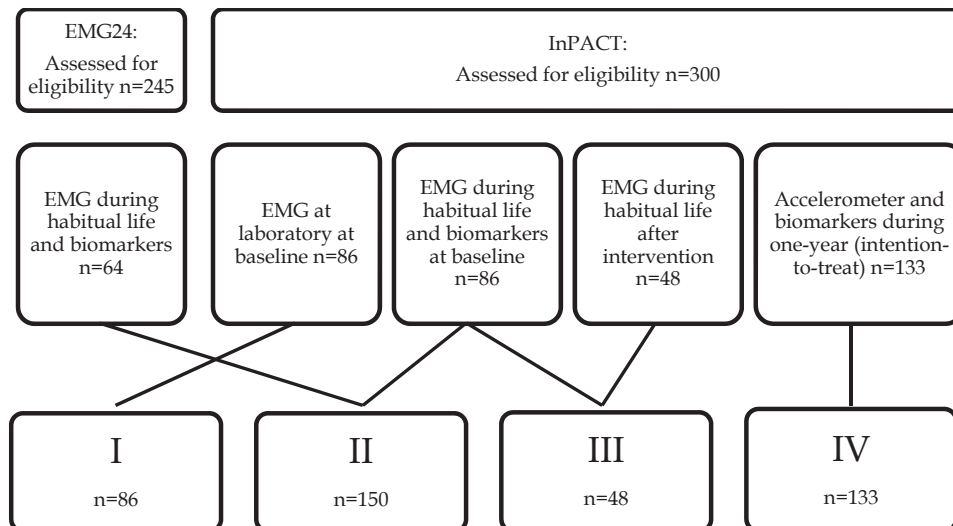 EMG24:
Assessed for
eligibility n=245
InPACT:
Assessed for eligibility n=300
EMG during
habitual life
and biomarkers
n=64
EMG at
laboratory at
baseline n=86
EMG during
habitual life
and biomarkers
at baseline
n=86
EMG during
habitual life
after
intervention
n=48
Accelerometer and
biomarkers during
one-year (intention-
to-treat) n=133
I
n=86
II
n=150
III
n=48
IV
n=133